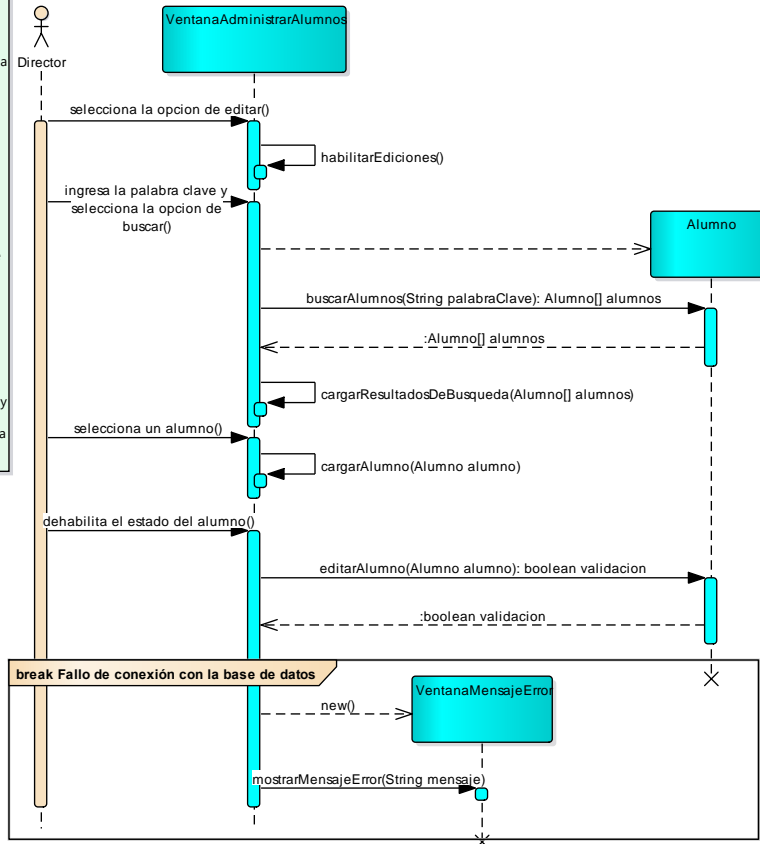 VentanaAdministrarAlumnos
a
Director
selecciona la opcion de editar()
habilitarEdiciones()
ingresa la palabra clave y
selecciona la opcion de
buscar()
Alumno
buscarAlumnos(String palabraClave): Alumno[] alumnos
:Alumno[] alumnos
cargarResultadosDeBusqueda(Alumno[] alumnos)
y
selecciona un alumno()
a
cargarAlumno(Alumno alumno)
dehabilita el estado del alumno()
editarAlumno(Alumno alumno): boolean validacion
:boolean validacion
break Fallo de conexión con la base de datos
VentanaMensajeError
new()
mostrarMensajeError(String mensaje)